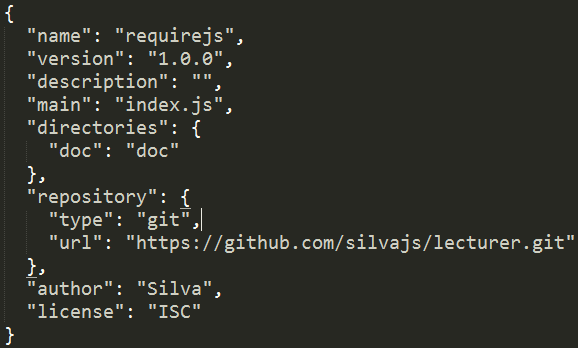 {
  "name": "requirejs",
  "version": "1.0.0",
  "description": "",
  "main": "index.js",
  "directories": {
    "doc": "doc"
  },
  "repository": {
    "type": "git",
    "url": "https://github.com/silvajs/lecturer.git"
  },
  "author": "Silva",
  "license": "ISC"
}